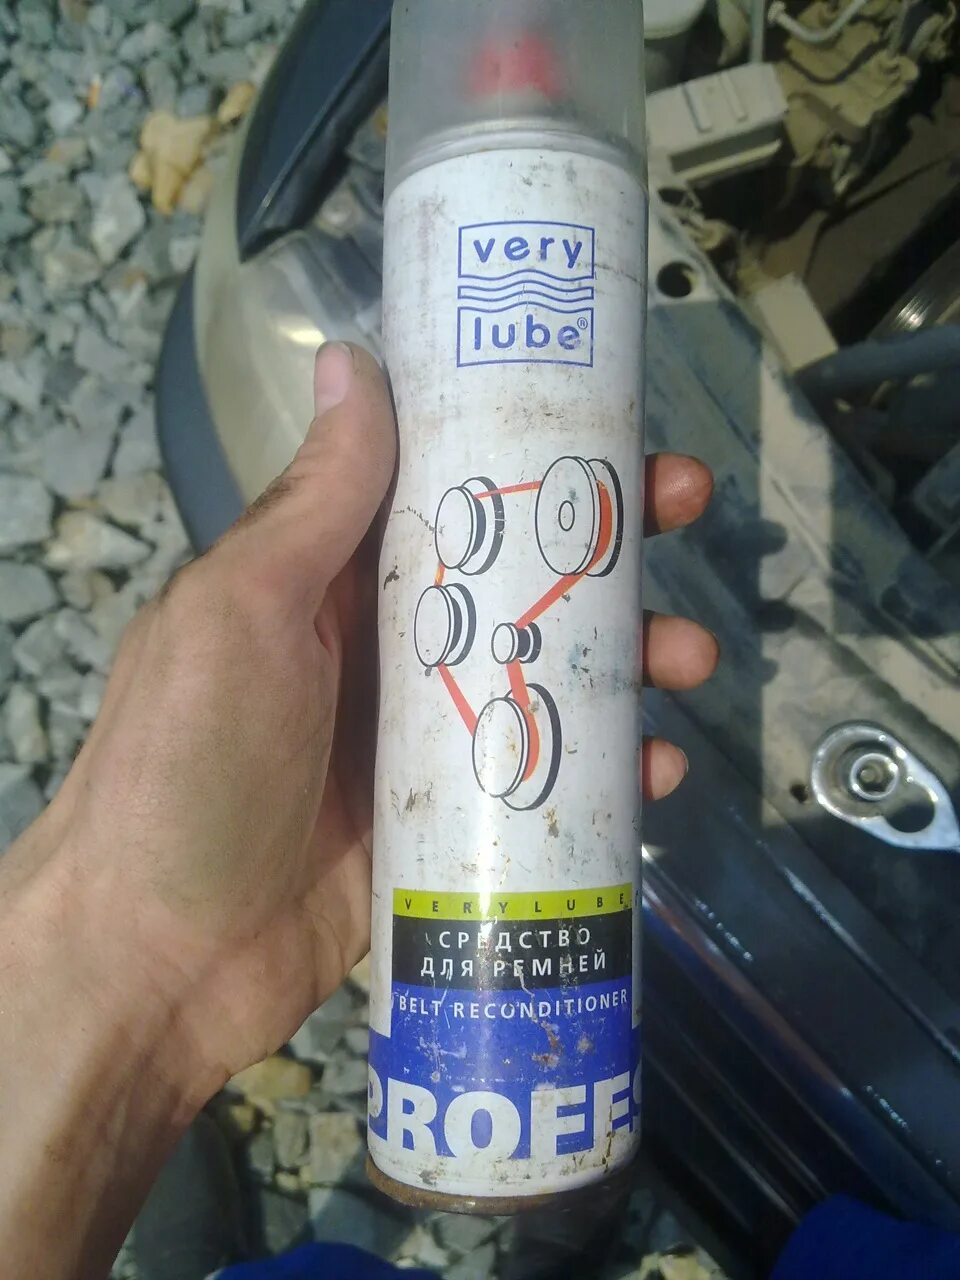 very
lube®
VERYLUBE
СРЕДСТВО
ДЛЯ РЕМНЕЙ
BELT RECONDITIONER
PROFES